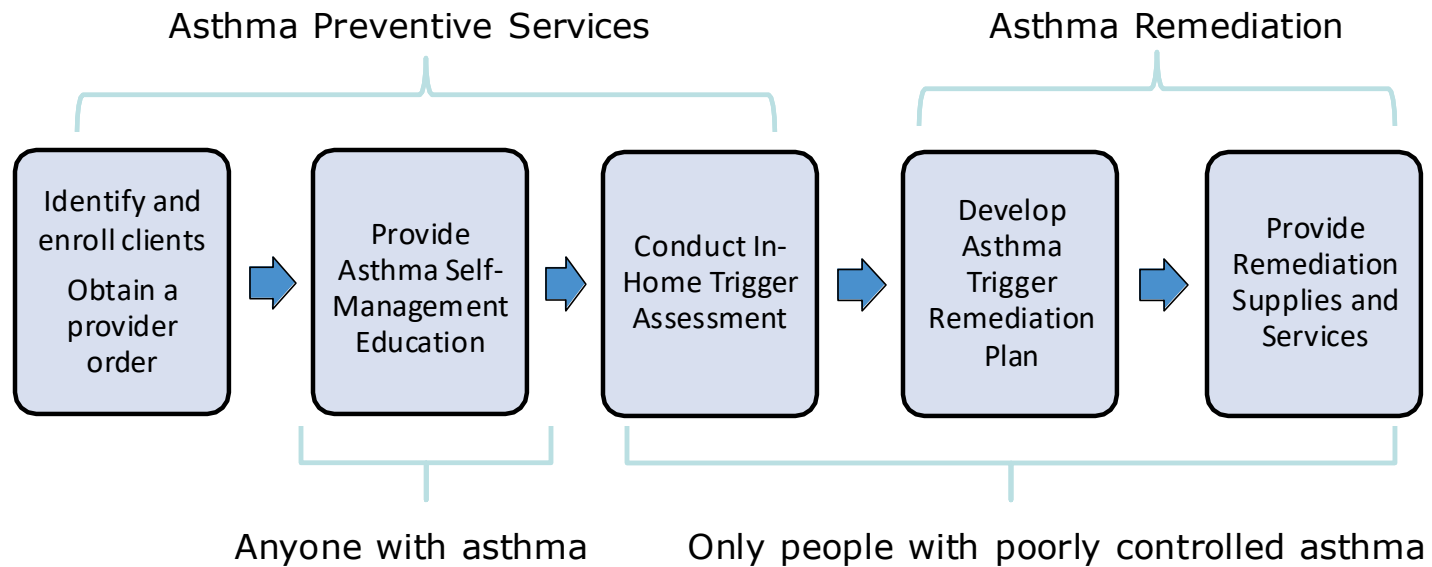 Asthma Preventive Services
Asthma Remediation
Identify and
enroll clients
Obtain a
provider
order
Provide
Asthma Self-
Management
Education
Conduct In-
Home Trigger
Assessment
Develop
Asthma
Trigger
Remediation
Plan
Provide
Remediation
Supplies and
Services
Anyone with asthma
Only people with poorly controlled asthma